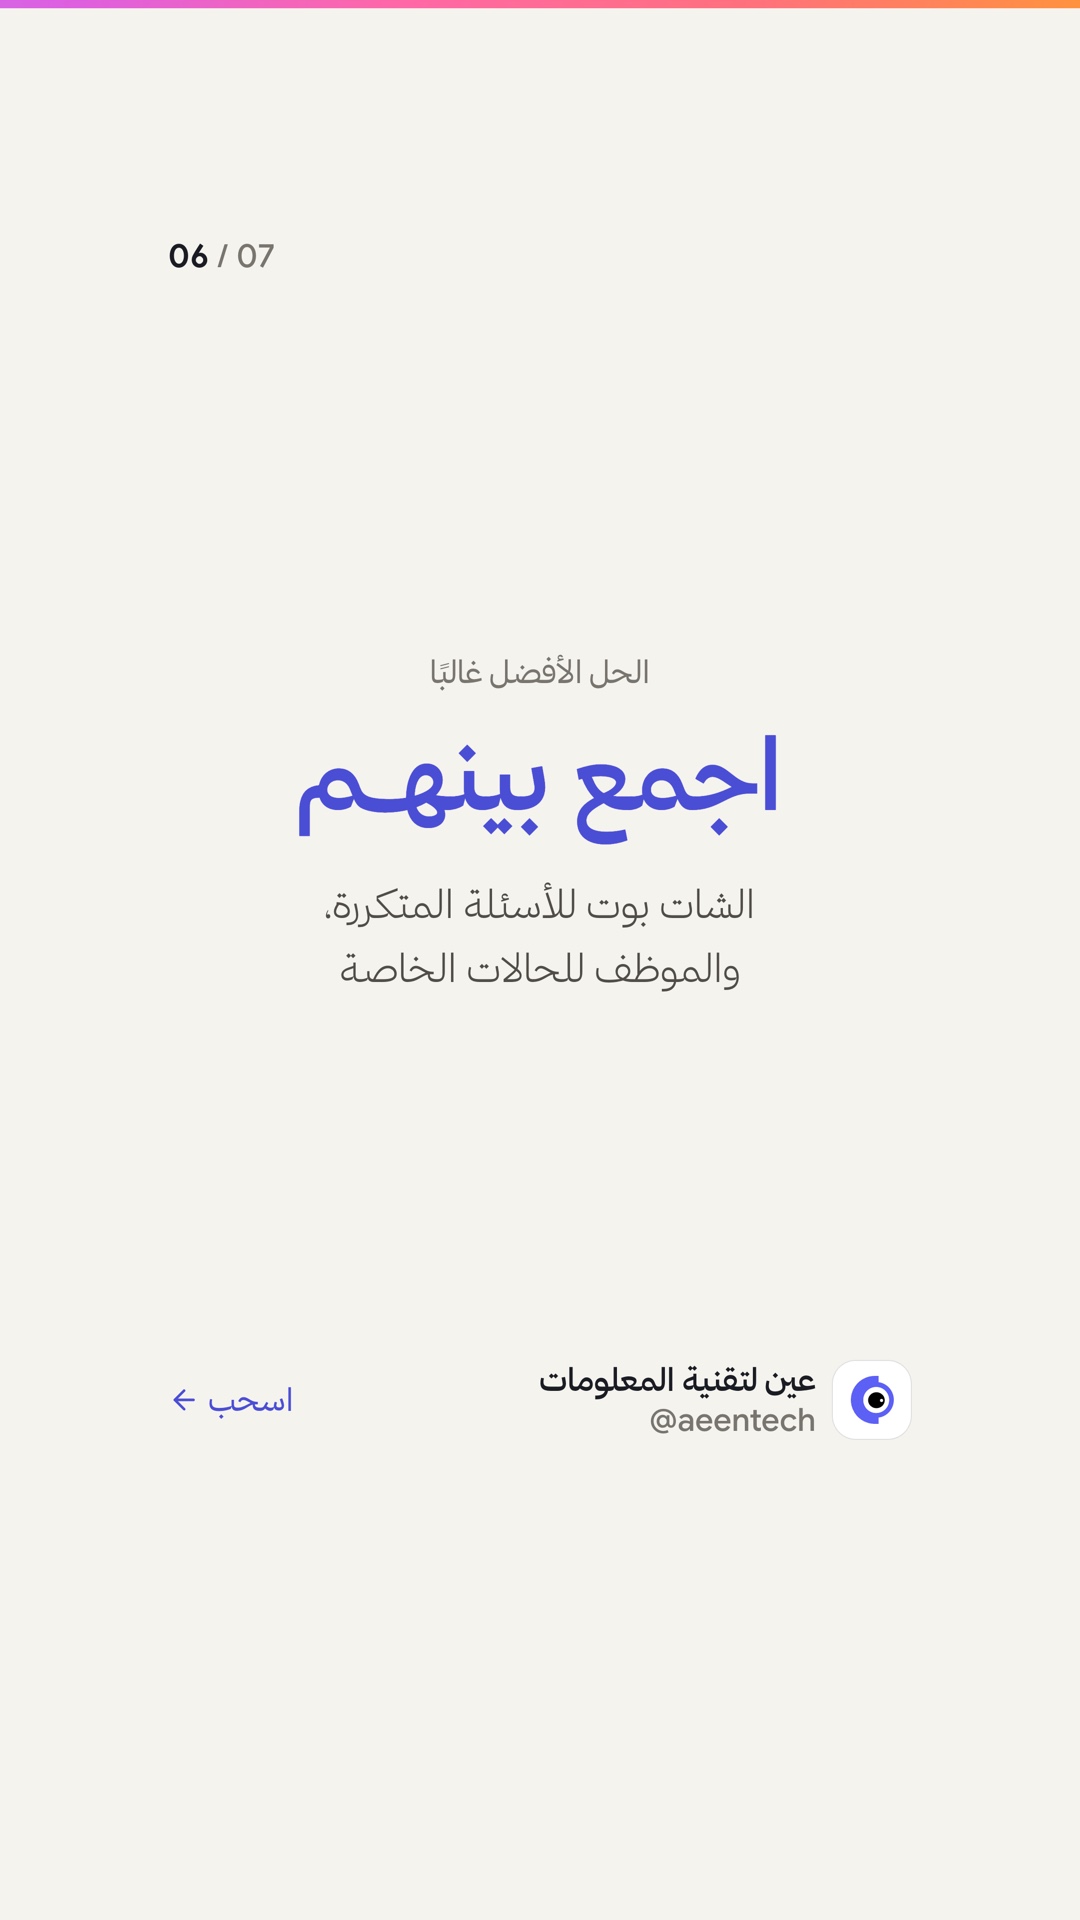 06 / 07
الحل الأفضل غالبًا
اجمع بينهم
الشات بوت للأسئلة المتكررة،
والموظف للحالات الخاصة
عين لتقنية المعلومات
@aeentech
اسحب ←